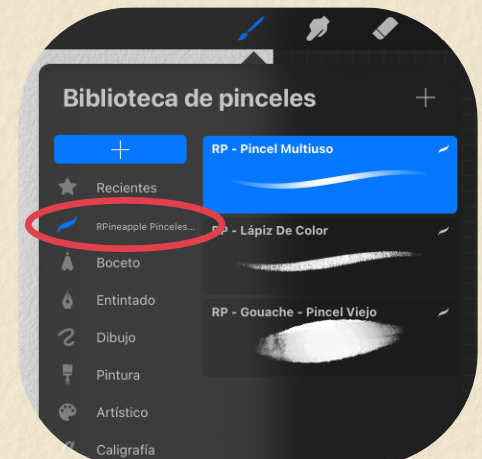 Biblioteca de pinceles
Recientes
RPineapple Pinceles...
Boceto
Entintado
Dibujo
Pintura
Artístico
Caligrafía
RP - Pincel Multiuso
RP - Lápiz De Color
RP - Gouache - Pincel Viejo